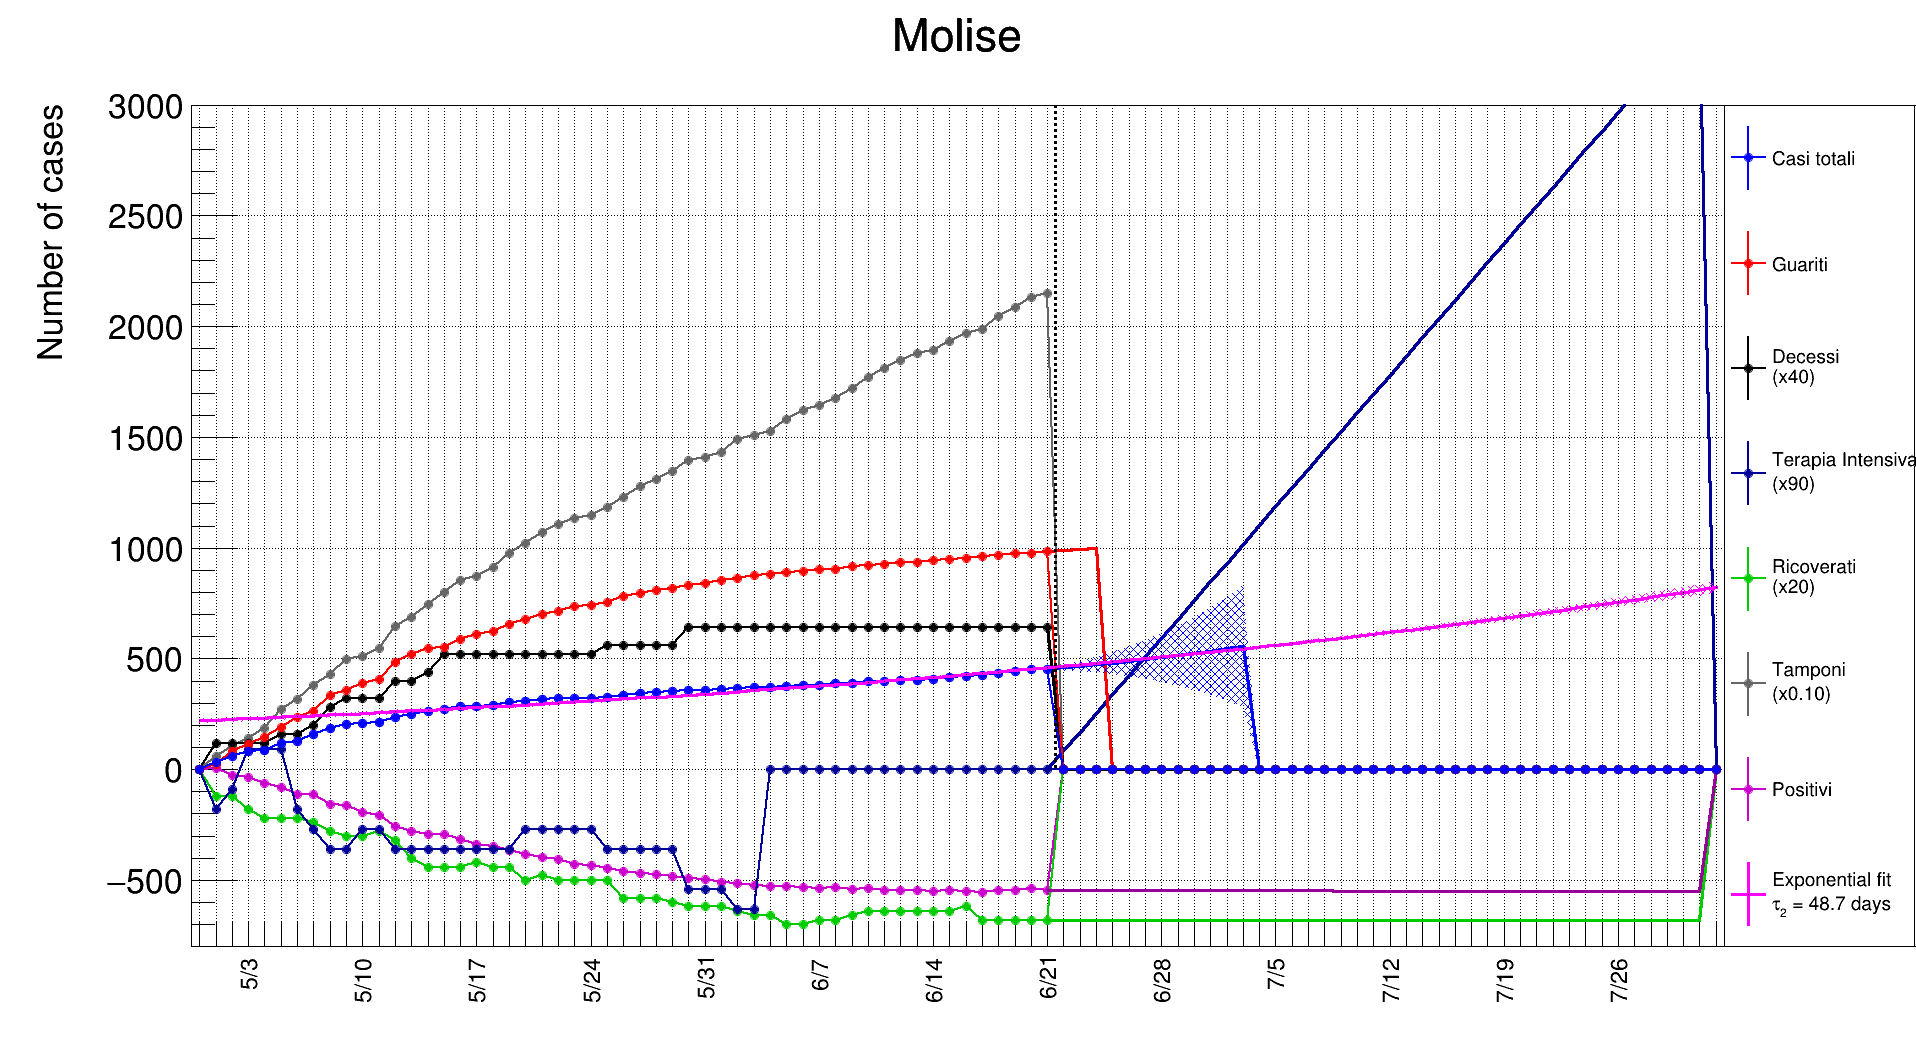 Molise
Number of cases
3000
2500
2000
1500
1000
500
0
−500
5/3
5/10
5/17
5/24
5/31
6/7
6/14
6/21
6/28
7/5
7/12
7/19
7/26
Casi totali
Guariti
Decessi
(x40)
Terapia Intensiva
(x90)
Ricoverati
(x20)
Tamponi
(x0.10)
Positivi
Exponential fit
τ2 = 48.7 days